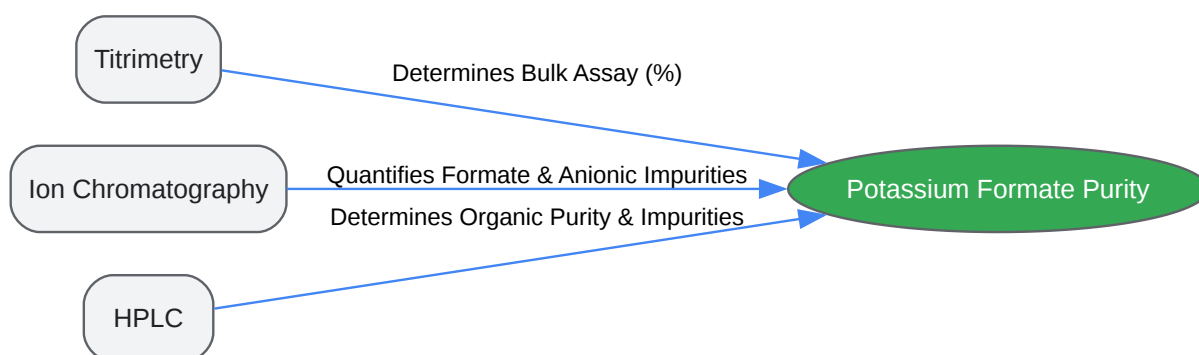 Titrimetry
Determines Bulk Assay (%)
Ion Chromatography
Quantifies Formate & Anionic Impurities
Potassium Formate Purity
Determines Organic Purity & Impurities
HPLC